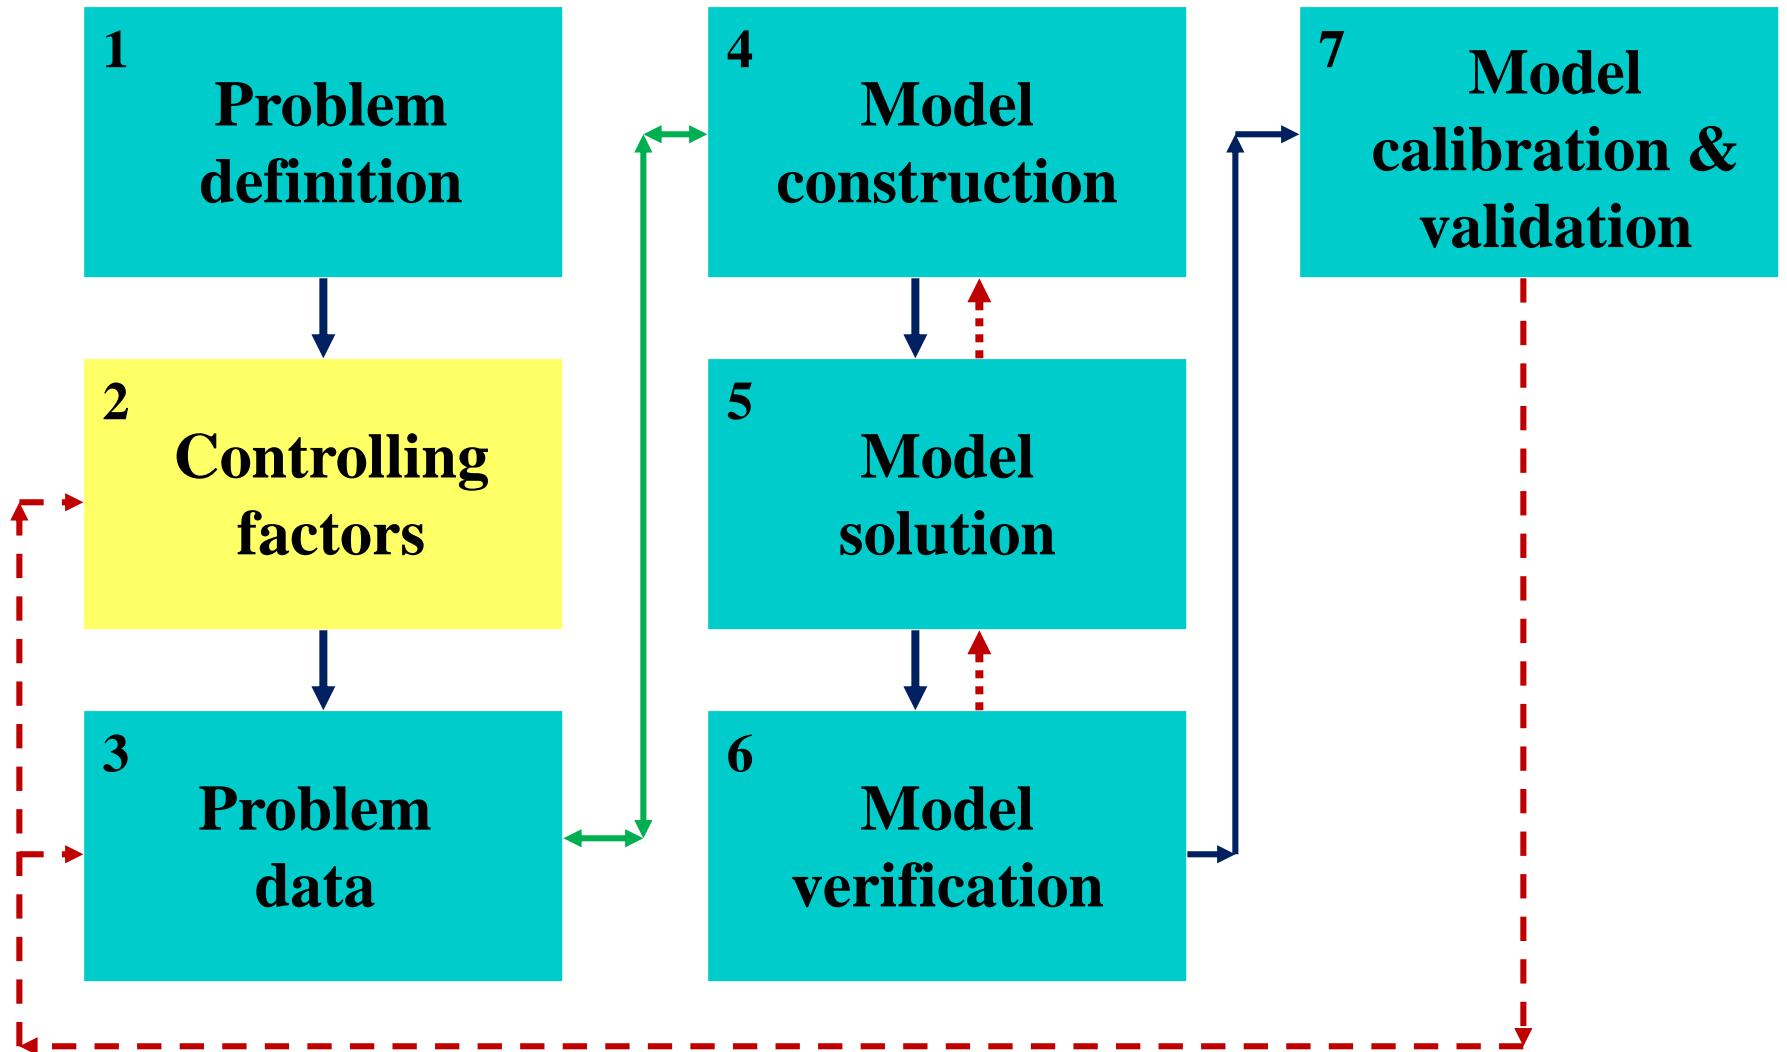 1
Problem
definition
2
Controlling
factors
3
Problem
data
4
Model
construction
5
Model
solution
6
Model
verification
7
Model
calibration &
validation